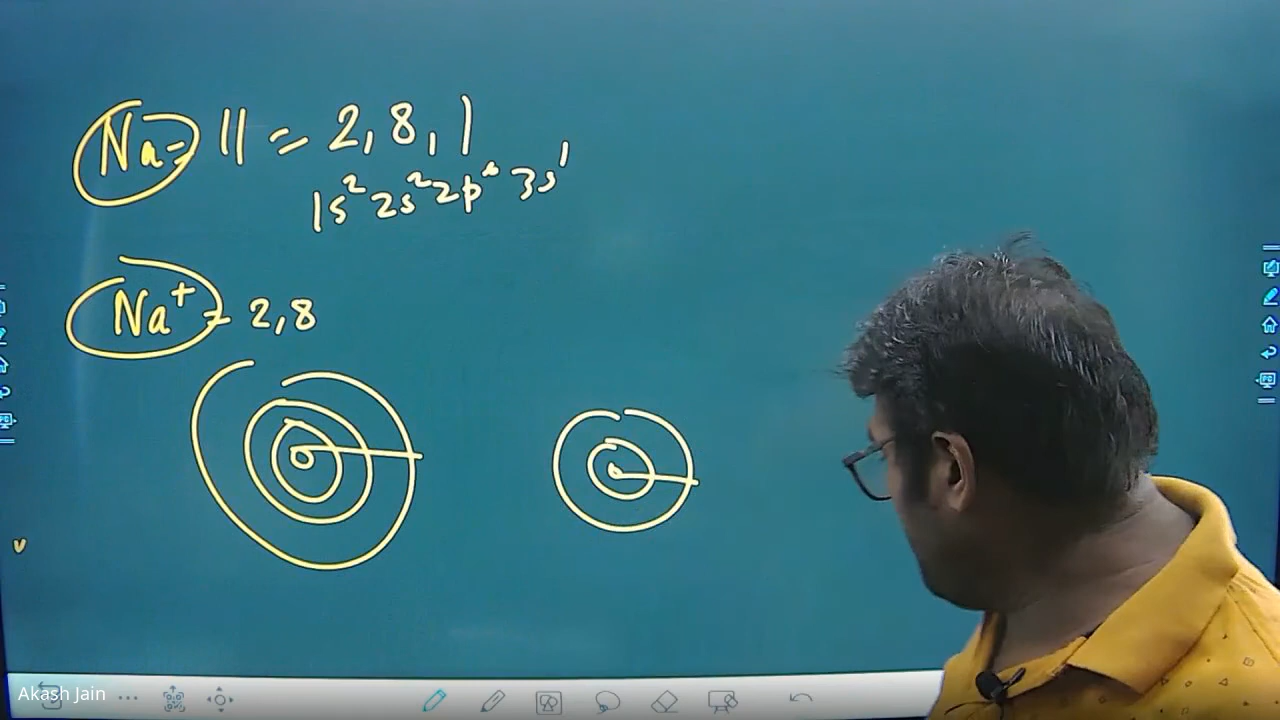 Na = 11 = 2, 8, 1
1s² 2s² 2p⁶ 3s¹
Na⁺ = 2,8
v
Akash Jain